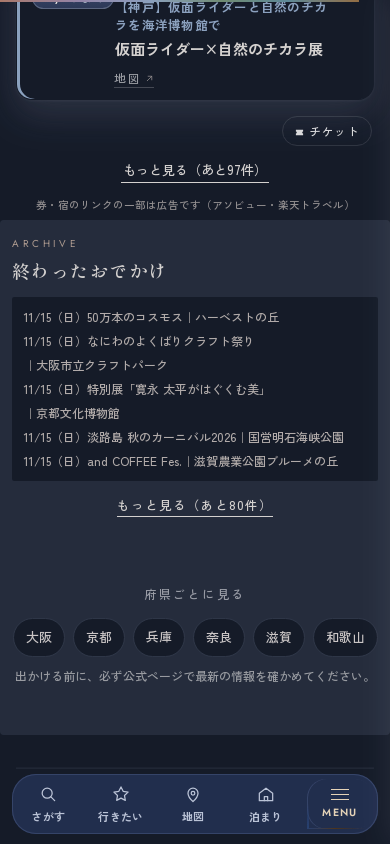 【神戸】仮面ライダーと自然のチカ
ラを海洋博物館で
仮面ライダー×自然のチカラ展
地図 ↗
チケット
もっと見る（あと97件）
券・宿のリンクの一部は広告です（アソビュー・楽天トラベル）
ARCHIVE
終わったおでかけ
11/15（日）50万本のコスモス｜ハーベストの丘
11/15（日）なにわのよくばりクラフト祭り
｜大阪市立クラフトパーク
11/15（日）特別展「寛永 太平がはぐくむ美」
｜京都文化博物館
11/15（日）淡路島 秋のカーニバル2026｜国営明石海峡公園
11/15（日）and COFFEE Fes.｜滋賀農業公園ブルーメの丘
もっと見る（あと80件）
府県ごとに見る
大阪 京都 兵庫 奈良 滋賀 和歌山
出かける前に、必ず公式ページで最新の情報を確かめてください。
さがす 行きたい 地図 泊まり MENU